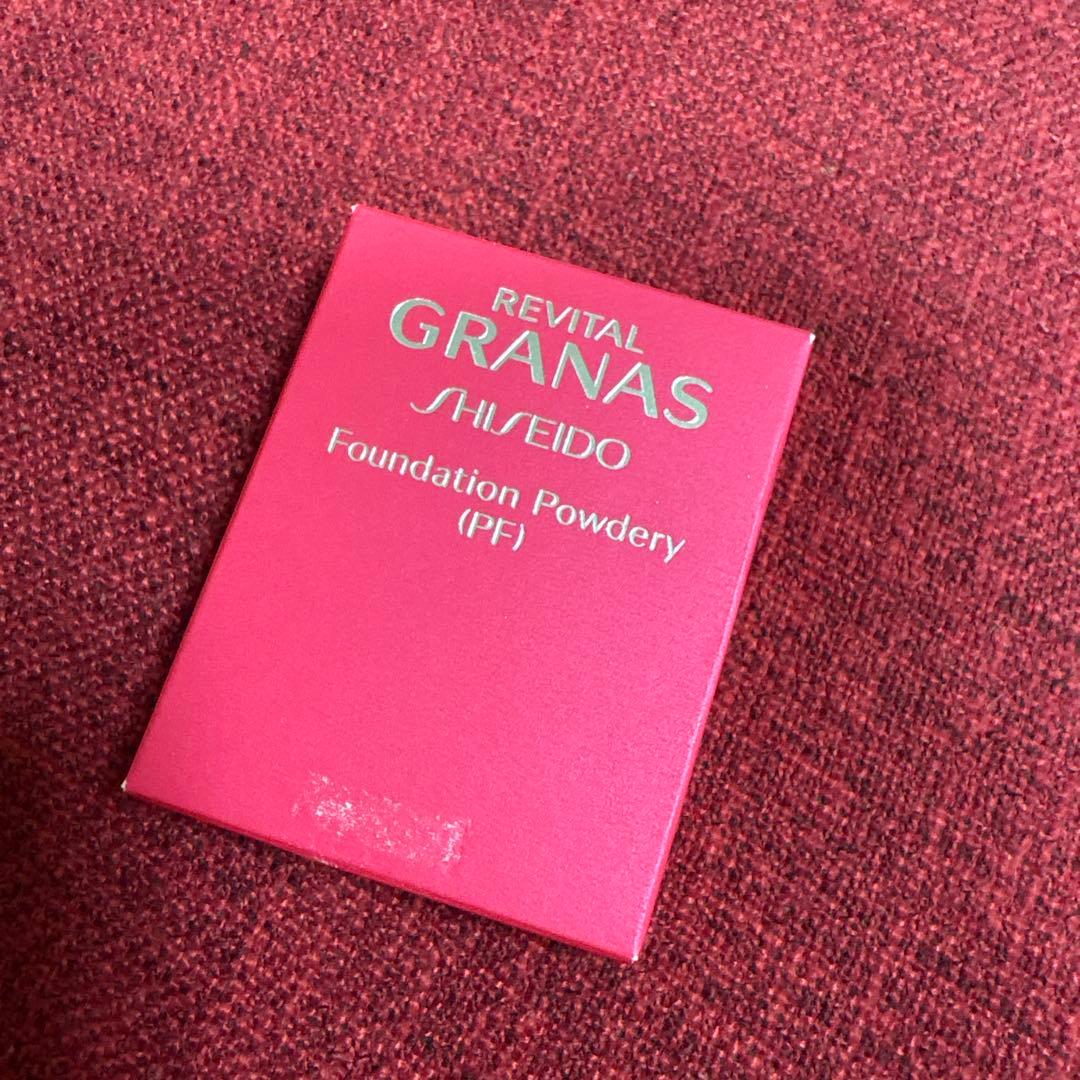 REVITAL
GRANAS
SHISEIDO
Foundation Powdery
(PF)